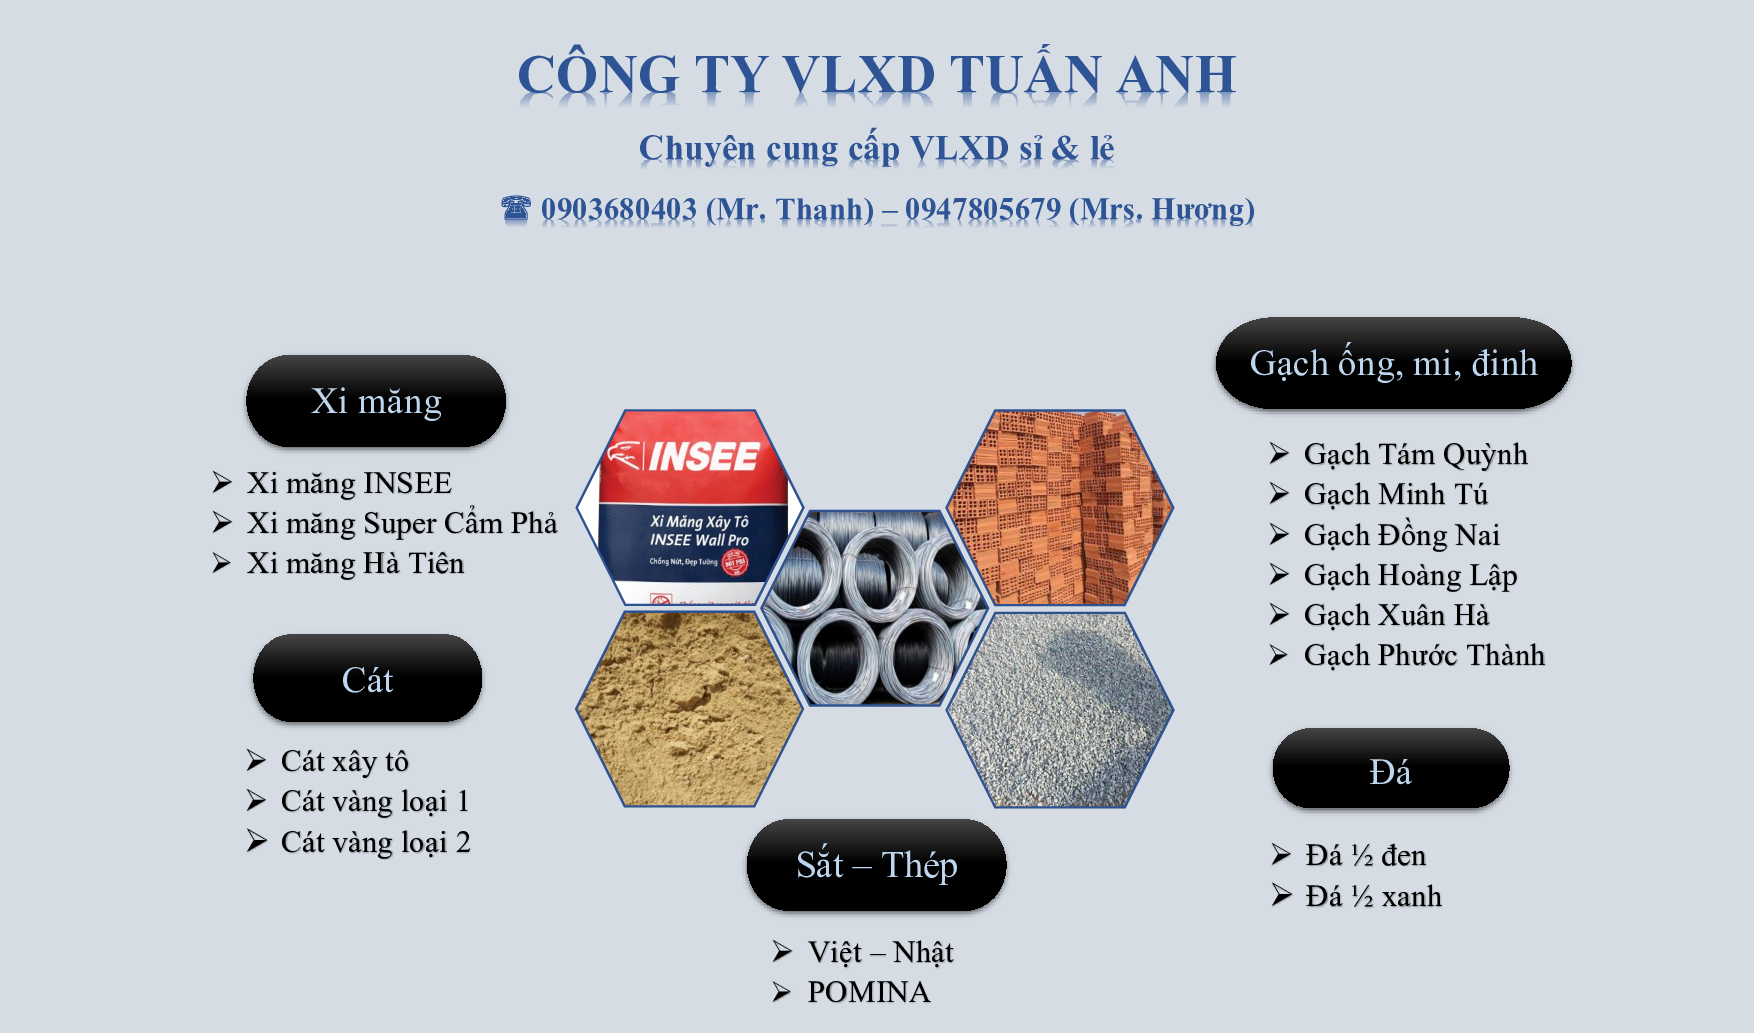 CÔNG TY VLXD TUẤN ANH
Chuyên cung cấp VLXD sỉ & lẻ
☎ 0903680403 (Mr. Thanh) – 0947805679 (Mrs. Hương)
Xi măng
➢ Xi măng INSEE
➢ Xi măng Super Cẩm Phả
➢ Xi măng Hà Tiên
Cát
➢ Cát xây tô
➢ Cát vàng loại 1
➢ Cát vàng loại 2
INSEE
Xi Măng Xây Tô
INSEE Wall Pro
Chống Nứt, Đẹp Tường
Sắt – Thép
➢ Việt – Nhật
➢ POMINA
Gạch ống, mi, đinh
➢ Gạch Tám Quỳnh
➢ Gạch Minh Tú
➢ Gạch Đồng Nai
➢ Gạch Hoàng Lập
➢ Gạch Xuân Hà
➢ Gạch Phước Thành
Đá
➢ Đá ½ đen
➢ Đá ½ xanh